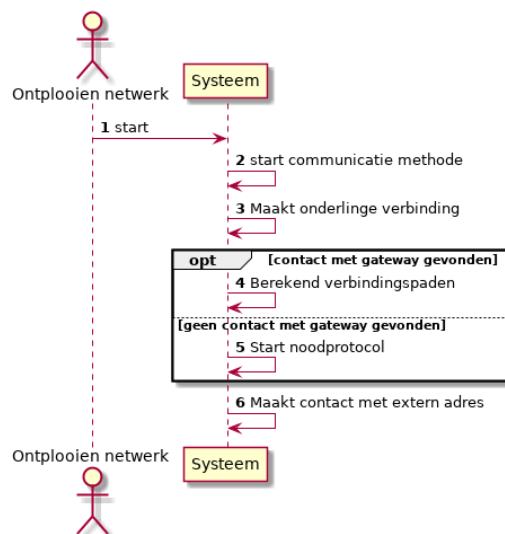 Ontplooien netwerk
Systeem
1 start
2 start communicatie methode
3 Maakt onderlinge verbinding
opt [contact met gateway gevonden]
4 Berekend verbindingspaden
[geen contact met gateway gevonden]
5 Start noodprotocol
6 Maakt contact met extern adres
Ontplooien netwerk
Systeem